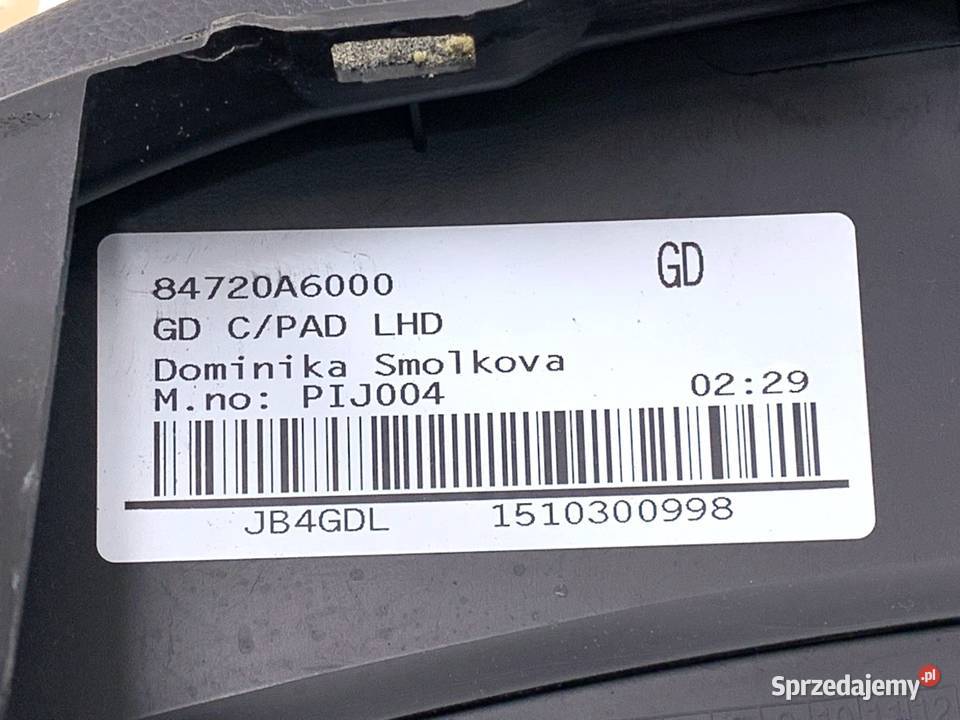 GD
84720A6000
GD C/PAD LHD
Dominika Smolkova
M.no: PIJ004 02:29
JB4GDL 1510300998
Sprzedajemy.pl